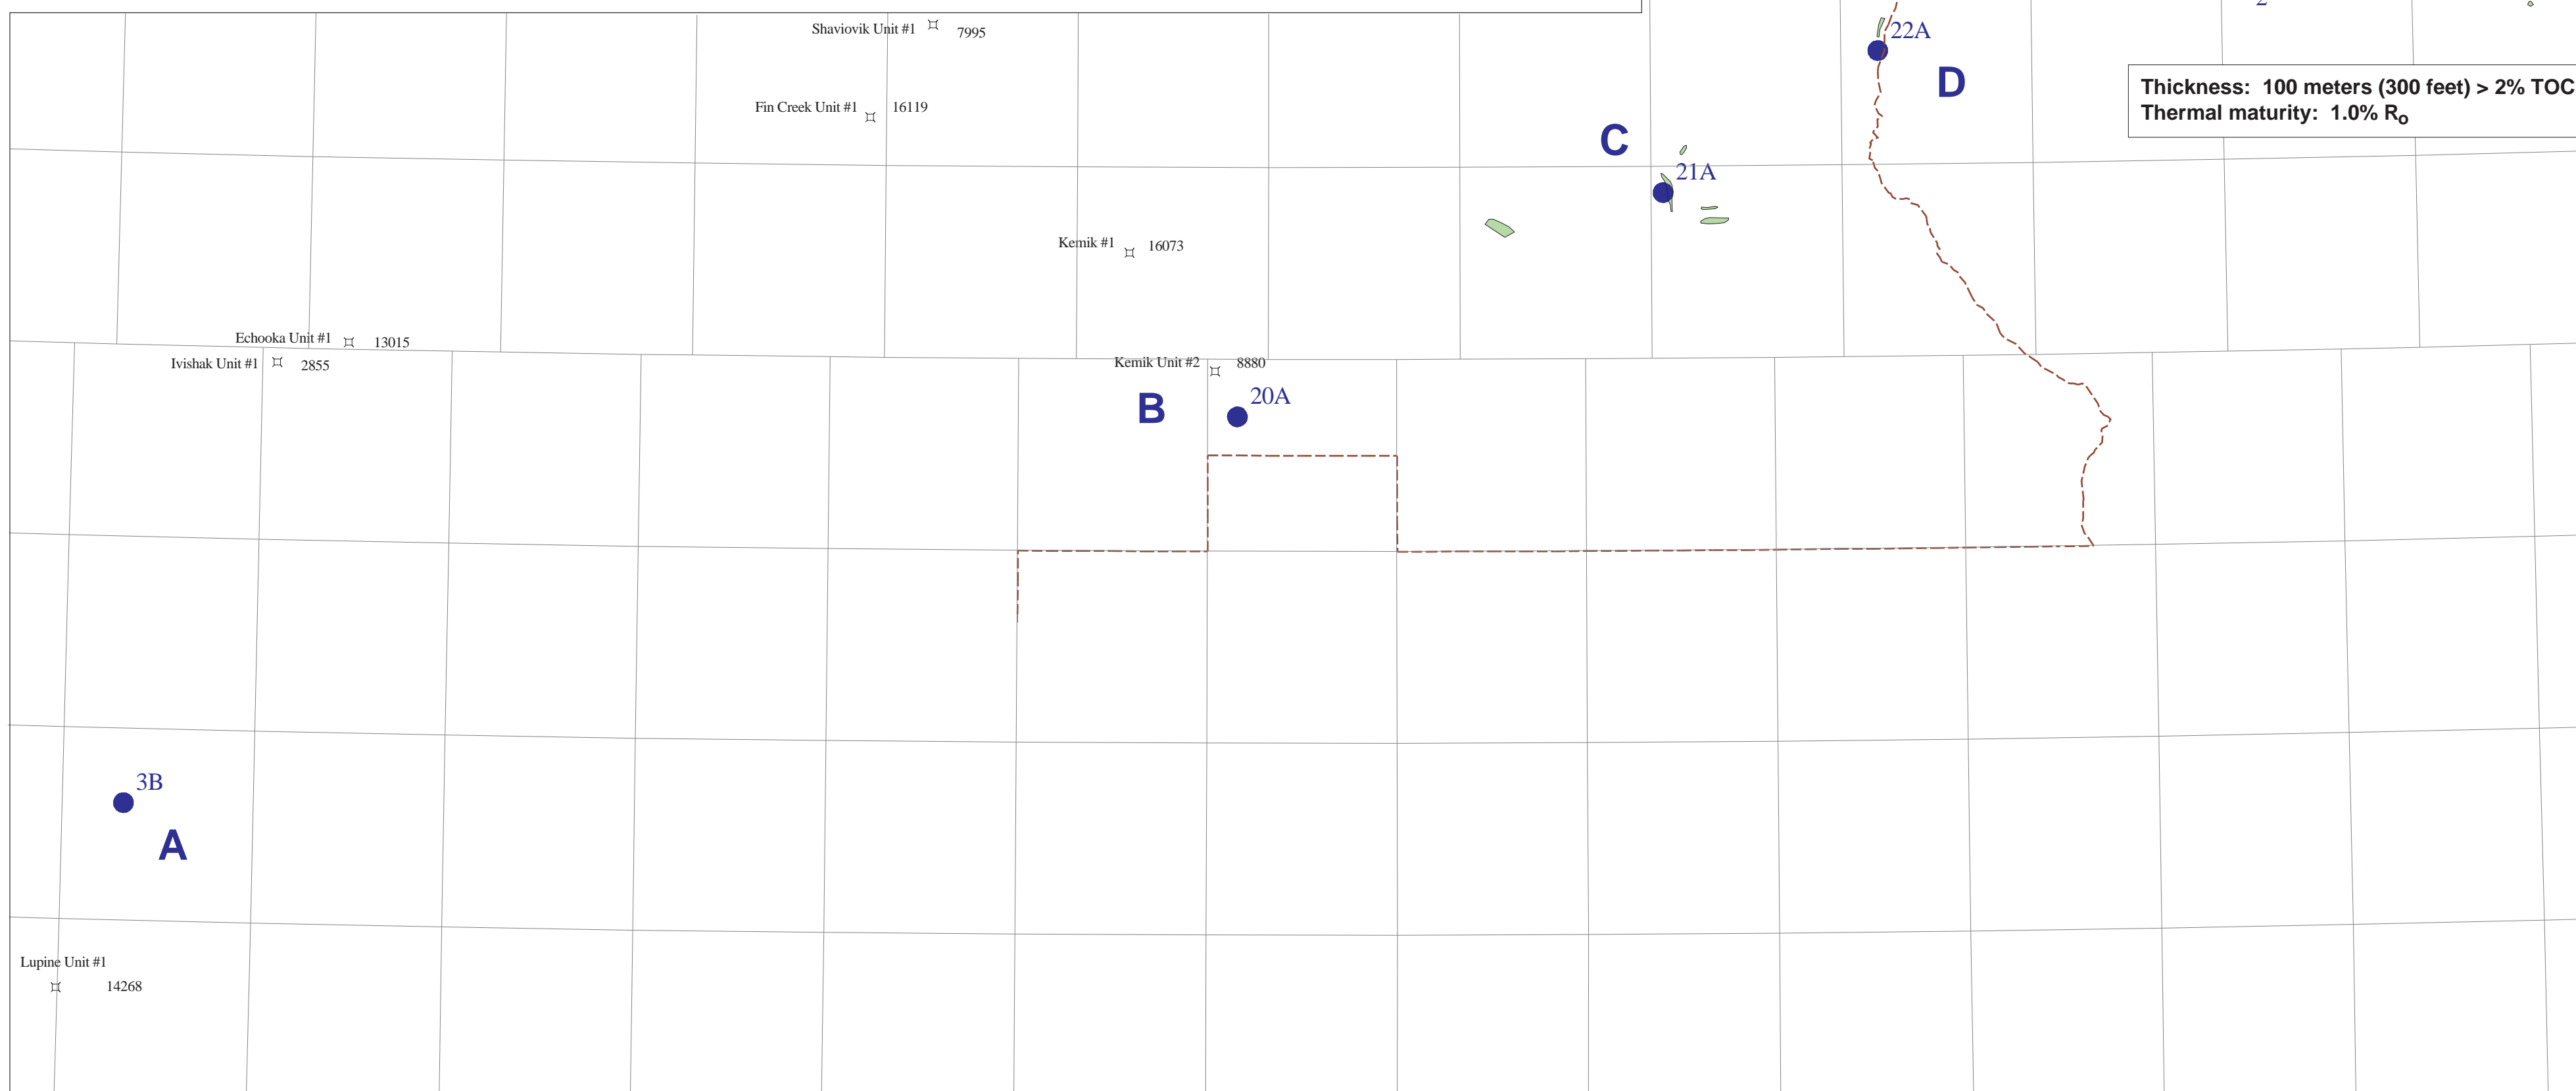 Shaviovik Unit #1
7995
22A
D
Thickness: 100 meters (300 feet) > 2% TOC
Thermal maturity: 1.0% Ro
Fin Creek Unit #1
16119
C
21A
Kemik #1
16073
Echooka Unit #1
13015
Ivishak Unit #1
2855
Kemik Unit #2
8880
B
20A
3B
A
Lupine Unit #1
14268